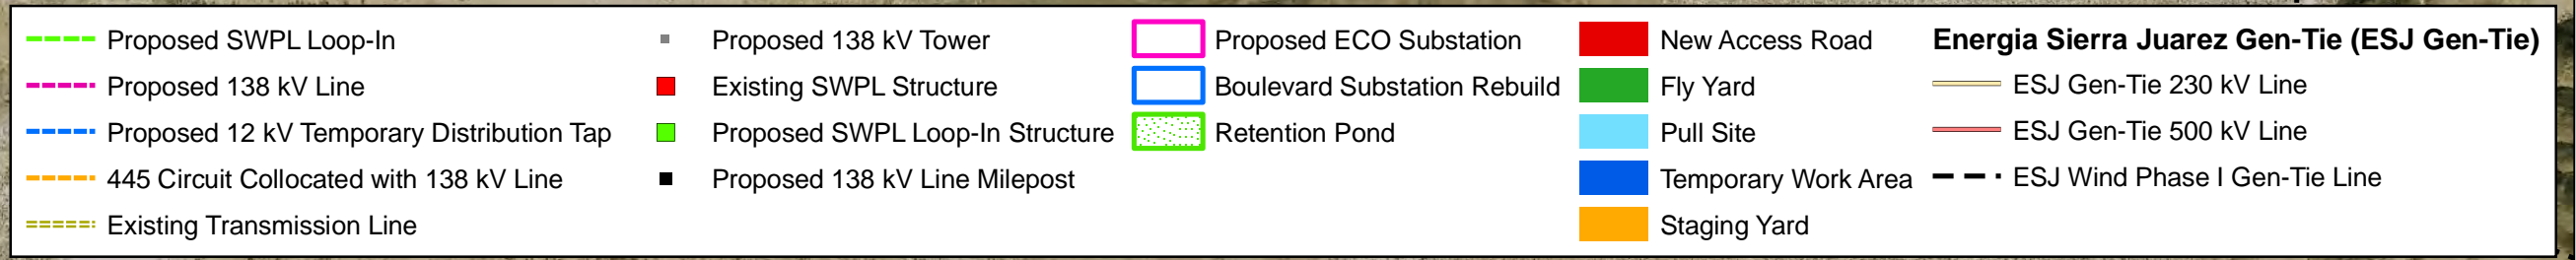 Proposed SWPL Loop-In
Proposed 138 kV Line
Proposed 12 kV Temporary Distribution Tap
445 Circuit Collocated with 138 kV Line
Existing Transmission Line
Proposed 138 kV Tower
Existing SWPL Structure
Proposed SWPL Loop-In Structure
Proposed 138 kV Line Milepost
Proposed ECO Substation
Boulevard Substation Rebuild
Retention Pond
New Access Road
Fly Yard
Pull Site
Temporary Work Area
Staging Yard
Energia Sierra Juarez Gen-Tie (ESJ Gen-Tie)
ESJ Gen-Tie 230 kV Line
ESJ Gen-Tie 500 kV Line
ESJ Wind Phase I Gen-Tie Line